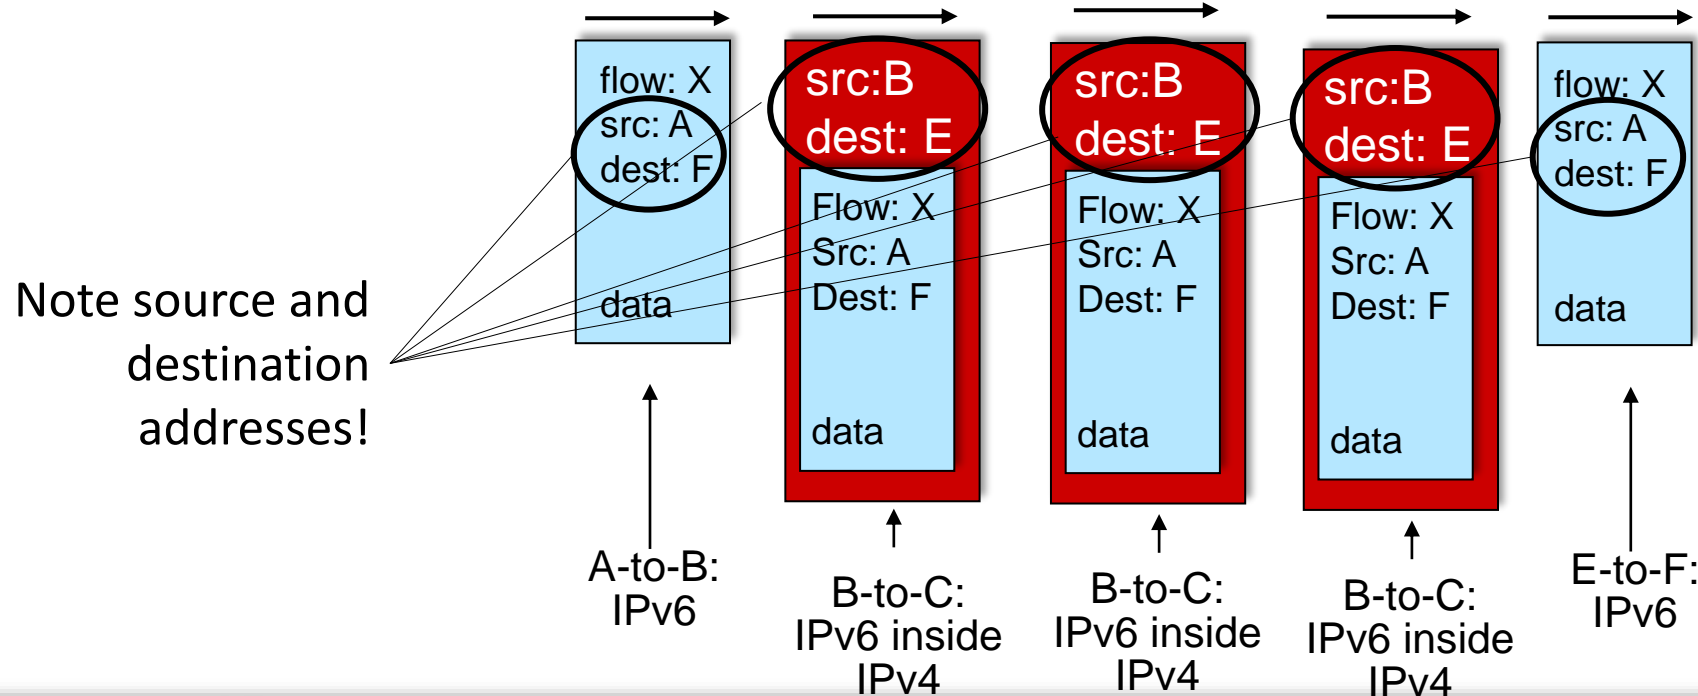 Note source and
destination
addresses!
flow: X
src: A
dest: F
data
A-to-B:
IPv6
src:B
dest: E
Flow: X
Src: A
Dest: F
data
B-to-C:
IPv6 inside
IPv4
src:B
dest: E
Flow: X
Src: A
Dest: F
data
B-to-C:
IPv6 inside
IPv4
src:B
dest: E
Flow: X
Src: A
Dest: F
data
B-to-C:
IPv6 inside
IPv4
flow: X
src: A
dest: F
data
E-to-F:
IPv6